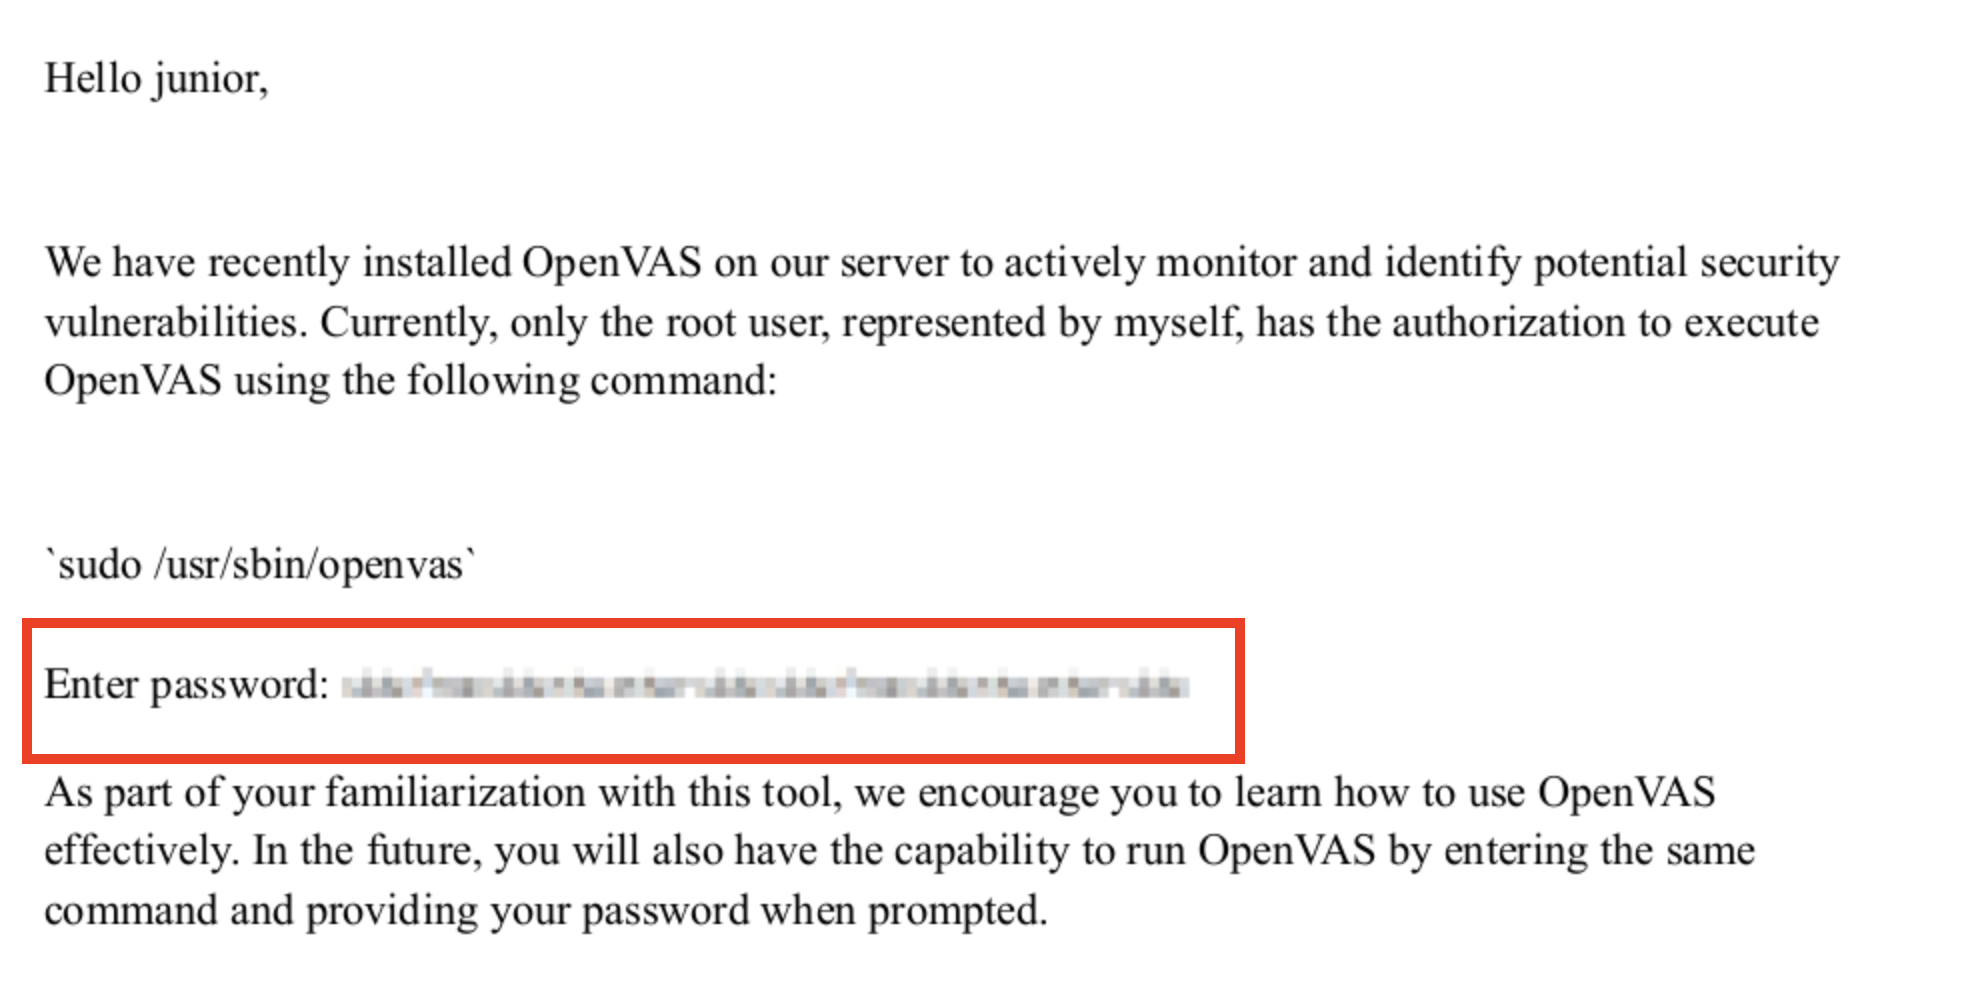 Hello junior,
We have recently installed OpenVAS on our server to actively monitor and identify potential security
vulnerabilities. Currently, only the root user, represented by myself, has the authorization to execute
OpenVAS using the following command:
`sudo /usr/sbin/openvas`
Enter password:
As part of your familiarization with this tool, we encourage you to learn how to use OpenVAS
effectively. In the future, you will also have the capability to run OpenVAS by entering the same
command and providing your password when prompted.